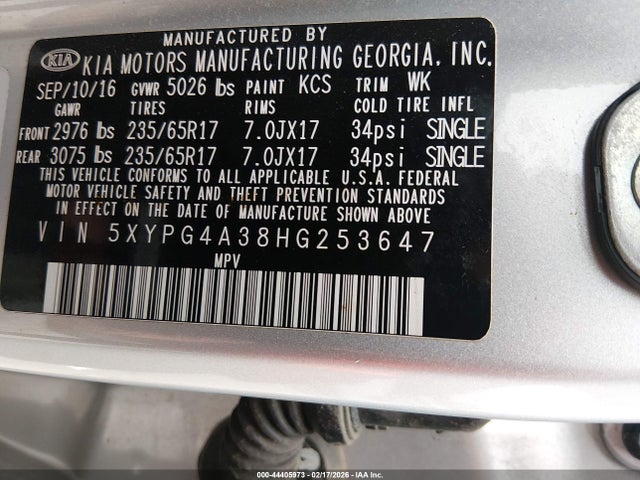 MANUFACTURED BY
KIA KIA MOTORS MANUFACTURING GEORGIA, INC.
SEP/10/16 GVWR 5026 lbs PAINT KCS TRIM WK
GAWR TIRES RIMS COLD TIRE INFL
FRONT 2976 lbs 235/65R17 7.0JX17 34psi SINGLE
REAR 3075 lbs 235/65R17 7.0JX17 34psi SINGLE
THIS VEHICLE CONFORMS TO ALL APPLICABLE U.S.A. FEDERAL
MOTOR VEHICLE SAFETY AND THEFT PREVENTION STANDARDS
IN EFFECT ON THE DATE OF MANUFACTURE SHOWN ABOVE
VIN 5XYPG4A38HG253647
MPV
000-44405973 - 02/17/2026 - IAA Inc.